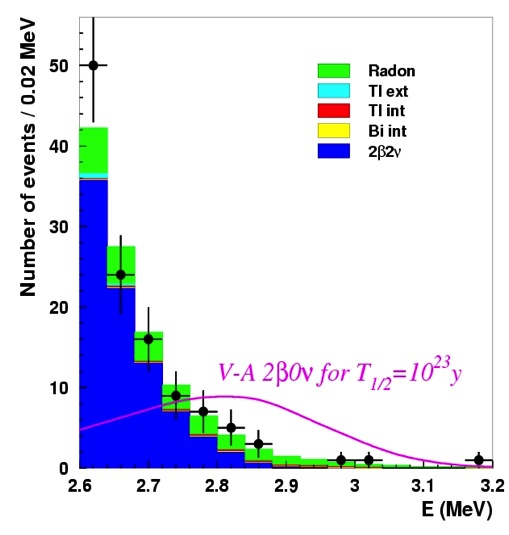 Number of events / 0.02 MeV
50
40
30
20
10
0
Radon
Tl ext
Tl int
Bi int
2β2ν
V-A 2β0ν for T1/2=10²³y
2.6 2.7 2.8 2.9 3 3.1 3.2
E (MeV)